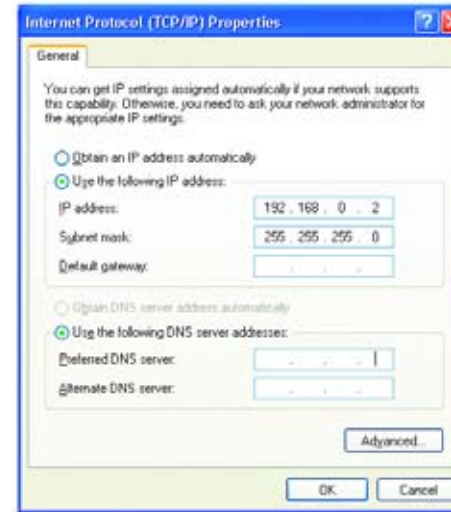 Internet Protocol (TCP/IP) Properties
General
You can get IP settings assigned automatically if your network supports
this capability. Otherwise, you need to ask your network administrator for
the appropriate IP settings.
Obtain an IP address automatically
Use the following IP address:
IP address: 192 . 168 . 0 . 2
Subnet mask: 255 . 255 . 255 . 0
Default gateway: . . .
Obtain DNS server address automatically
Use the following DNS server addresses:
Preferred DNS server: . . .
Alternate DNS server: . . .
Advanced...
OK Cancel